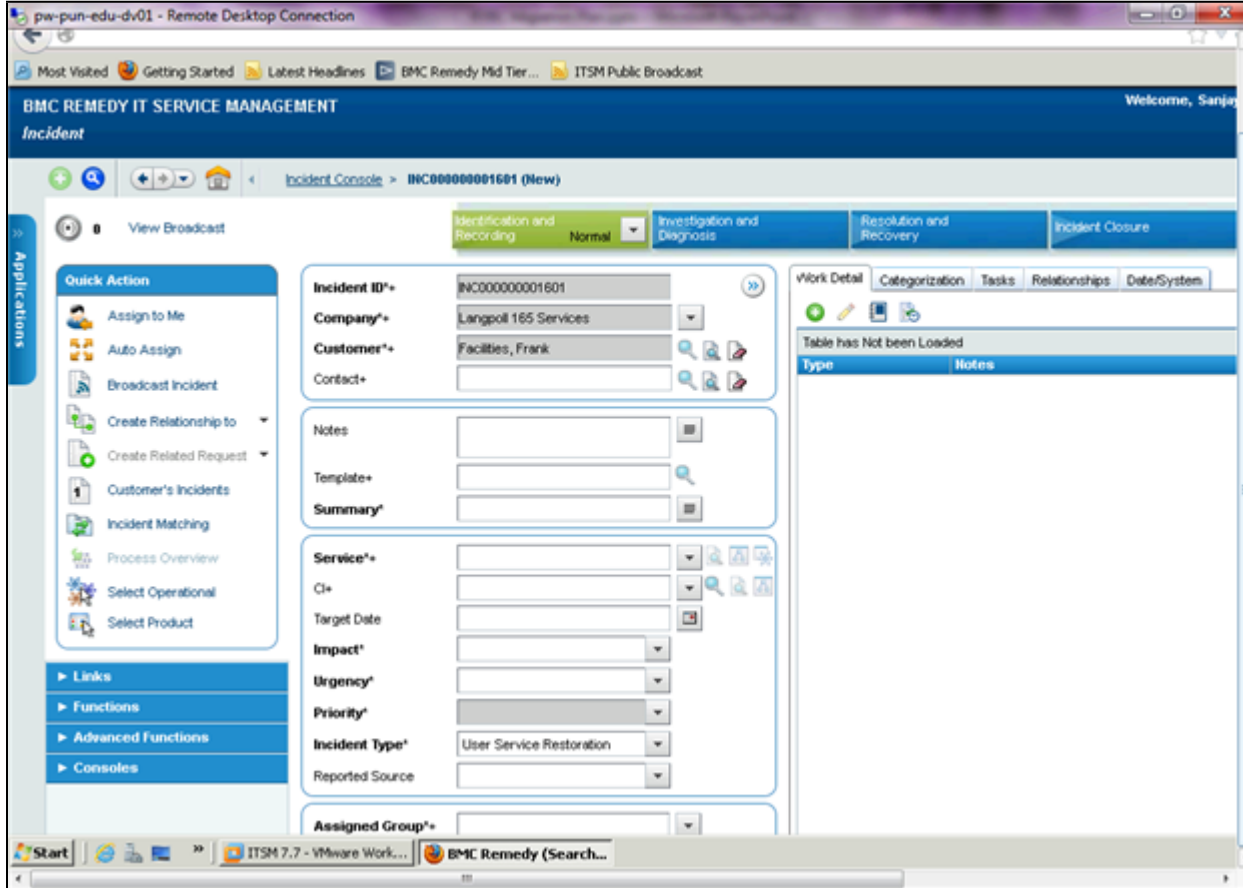 pw-pun-edu-dv01 - Remote Desktop Connection
Most Visited Getting Started Latest Headlines BMC Remedy Mid Tier... ITSM Public Broadcast
BMC REMEDY IT SERVICE MANAGEMENT Welcome, Sanjay
Incident
Incident Console > INC000000001601 (New)
0 View Broadcast
Identification and Recording Normal
Investigation and Diagnosis
Resolution and Recovery
Incident Closure
Applications
Quick Action
Assign to Me
Auto Assign
Broadcast Incident
Create Relationship to
Create Related Request
Customer's Incidents
Incident Matching
Process Overview
Select Operational
Select Product
Links
Functions
Advanced Functions
Consoles
Incident ID*+ INC000000001601
Company*+ Langpoll 165 Services
Customer*+ Facilities, Frank
Contact+
Notes
Template+
Summary*
Service*+
CI+
Target Date
Impact*
Urgency*
Priority*
Incident Type* User Service Restoration
Reported Source
Assigned Group*+
Work Detail Categorization Tasks Relationships Date/System
Table has Not been Loaded
Type Notes
Start ITSM 7.7 - VMware Work... BMC Remedy (Search...